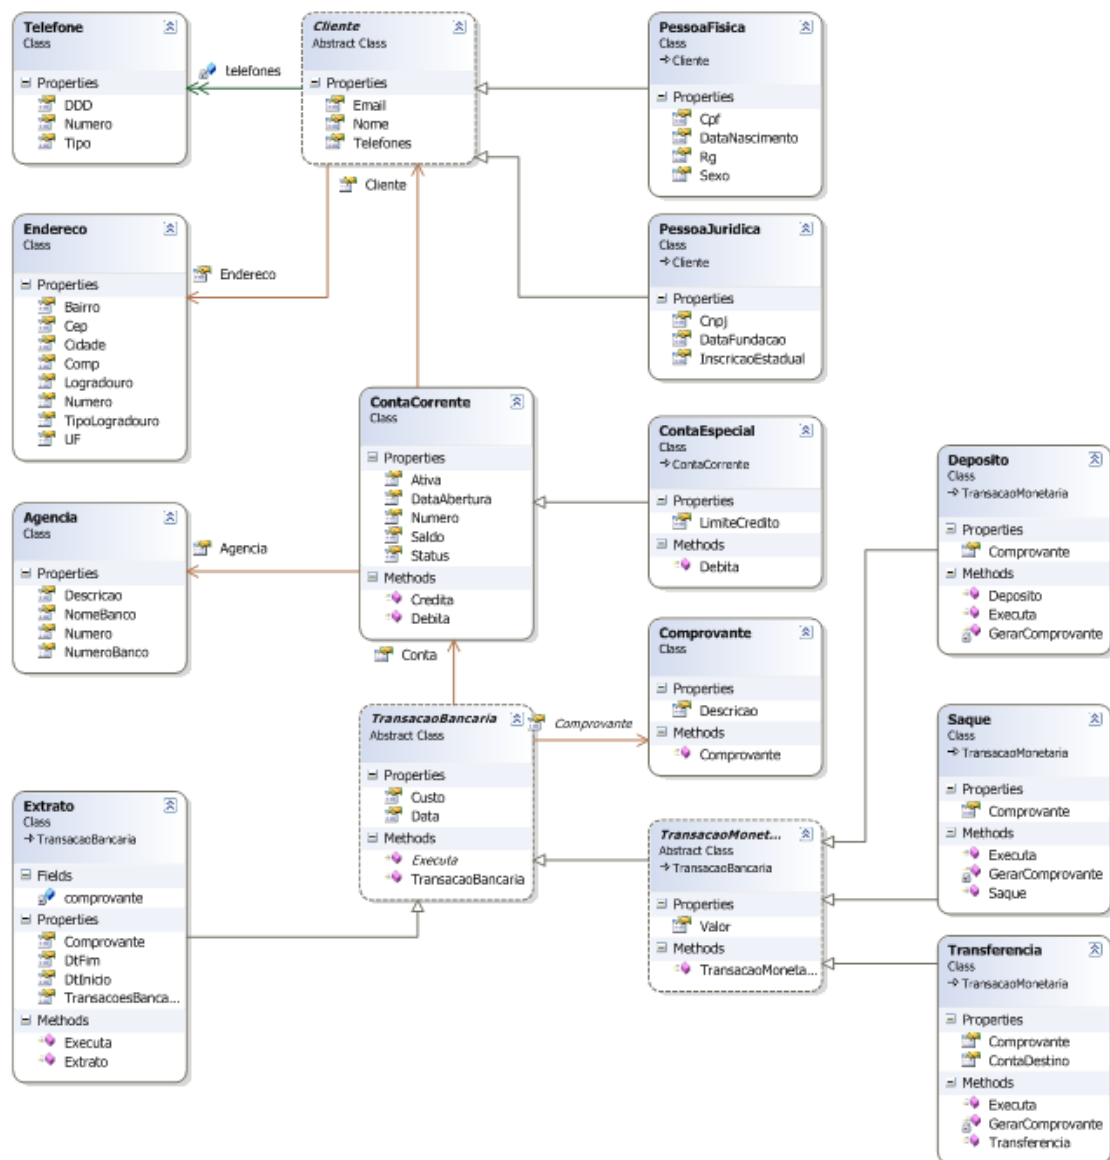 Telefone
Class
Properties
DDD
Numero
Tipo
telefones
Cliente
Abstract Class
Properties
Email
Nome
Telefones
PessoaFisica
Class
Cliente
Properties
Cpf
DataNascimento
Rg
Sexo
Cliente
Endereco
Class
Properties
Bairro
Cep
Cidade
Comp
Logradouro
Numero
TipoLogradouro
UF
Endereco
PessoaJuridica
Class
Cliente
Properties
Cnpj
DataFundacao
InscricaoEstadual
ContaCorrente
Class
Properties
Ativa
DataAbertura
Numero
Saldo
Status
Methods
Credita
Debita
ContaEspecial
Class
ContaCorrente
Properties
LimiteCredito
Methods
Debita
Deposito
Class
TransacaoMonetaria
Properties
Comprovante
Methods
Deposito
Executa
GerarComprovante
Agencia
Class
Properties
Descricao
NomeBanco
Numero
NumeroBanco
Agencia
Conta
Comprovante
Class
Properties
Descricao
Methods
Comprovante
TransacaoBancaria
Abstract Class
Properties
Custo
Data
Methods
Executa
TransacaoBancaria
Comprovante
Saque
Class
TransacaoMonetaria
Properties
Comprovante
Methods
Executa
GerarComprovante
Saque
Extrato
Class
TransacaoBancaria
Fields
comprovante
Properties
Comprovante
DtFim
DtInicio
TransacoesBanca...
Methods
Executa
Extrato
TransacaoMonet...
Abstract Class
TransacaoBancaria
Properties
Valor
Methods
TransacaoMoneta...
Transferencia
Class
TransacaoMonetaria
Properties
Comprovante
ContaDestino
Methods
Executa
GerarComprovante
Transferencia